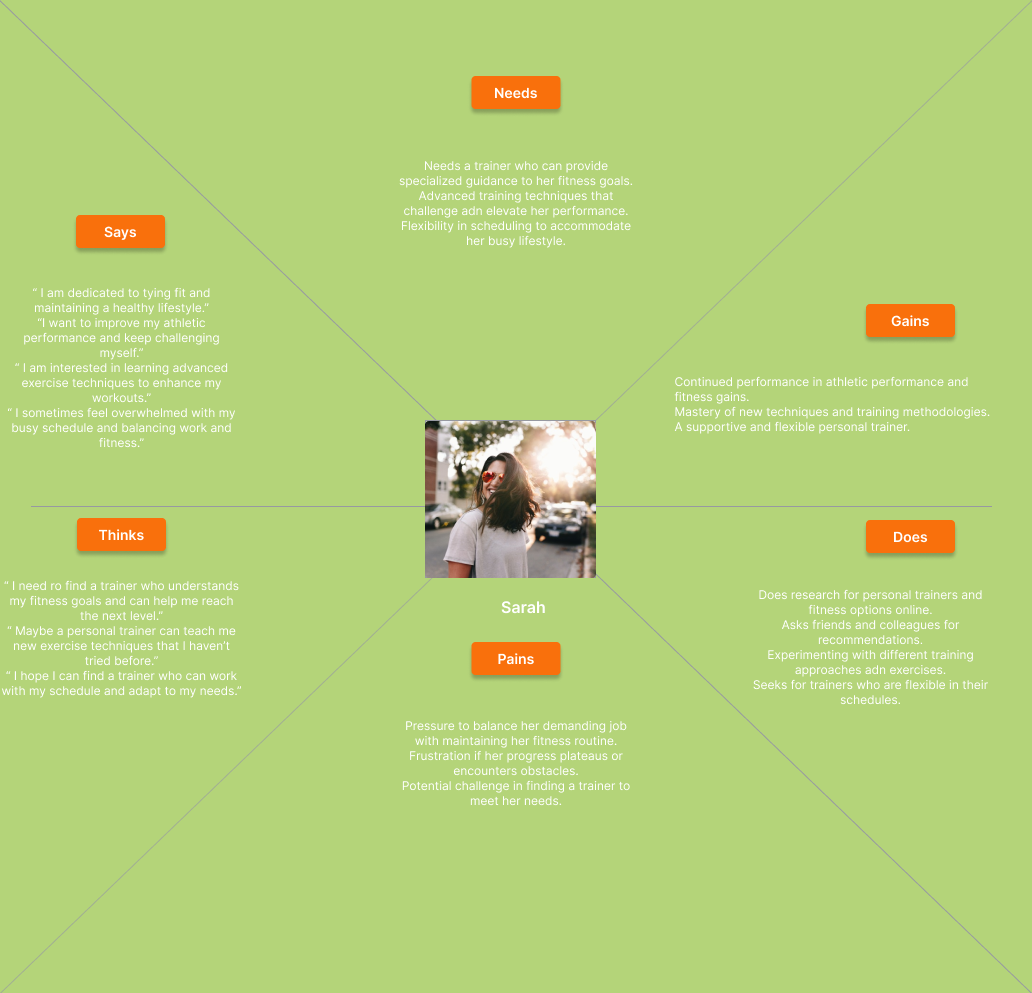 Needs
Needs a trainer who can provide
specialized guidance to her fitness goals.
Advanced training techniques that
challenge adn elevate her performance.
Flexibility in scheduling to accommodate
her busy lifestyle.
Says
“ I am dedicated to tying fit and
maintaining a healthy lifestyle.”
“I want to improve my athletic
performance and keep challenging
myself.”
“ I am interested in learning advanced
exercise techniques to enhance my
workouts.”
“ I sometimes feel overwhelmed with my
busy schedule and balancing work and
fitness.”
Gains
Continued performance in athletic performance and
fitness gains.
Mastery of new techniques and training methodologies.
A supportive and flexible personal trainer.
Thinks
“ I need ro find a trainer who understands
my fitness goals and can help me reach
the next level.”
“ Maybe a personal trainer can teach me
new exercise techniques that I haven’t
tried before.”
“ I hope I can find a trainer who can work
with my schedule and adapt to my needs.”
Does
Does research for personal trainers and
fitness options online.
Asks friends and colleagues for
recommendations.
Experimenting with different training
approaches adn exercises.
Seeks for trainers who are flexible in their
schedules.
Sarah
Pains
Pressure to balance her demanding job
with maintaining her fitness routine.
Frustration if her progress plateaus or
encounters obstacles.
Potential challenge in finding a trainer to
meet her needs.